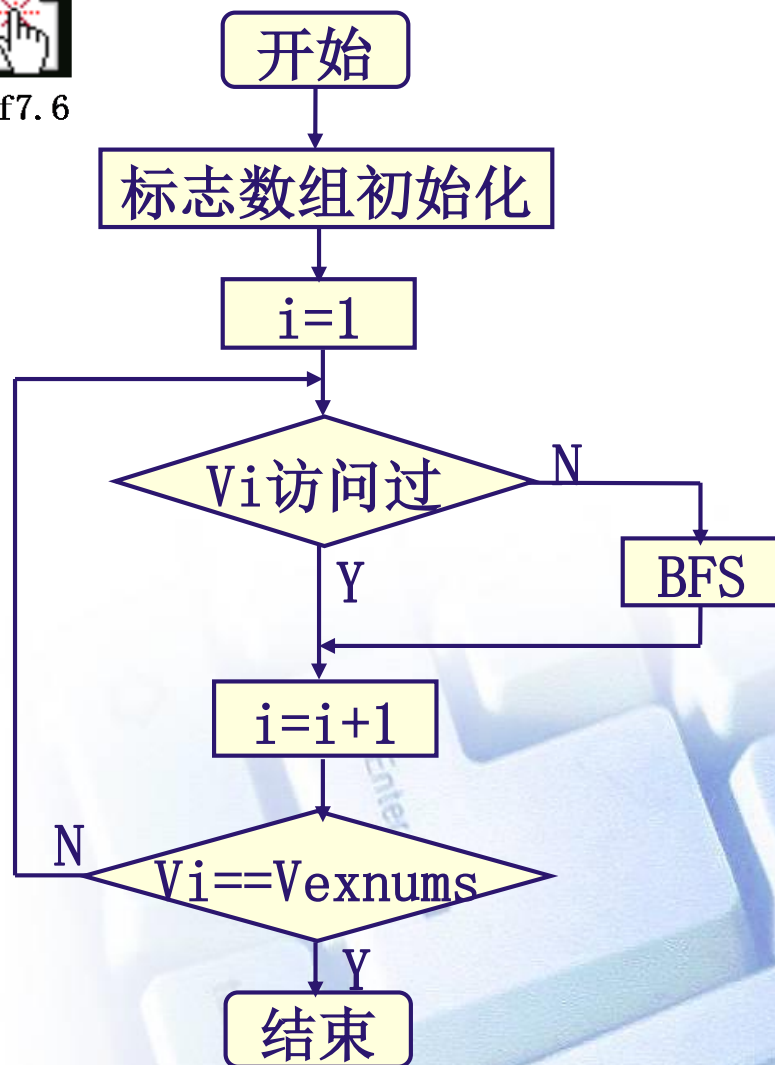 开始
f7.6
标志数组初始化
i=1
Vi访问过
N
BFS
Y
i=i+1
Enter
N
Vi==Vexnums
Y
结束